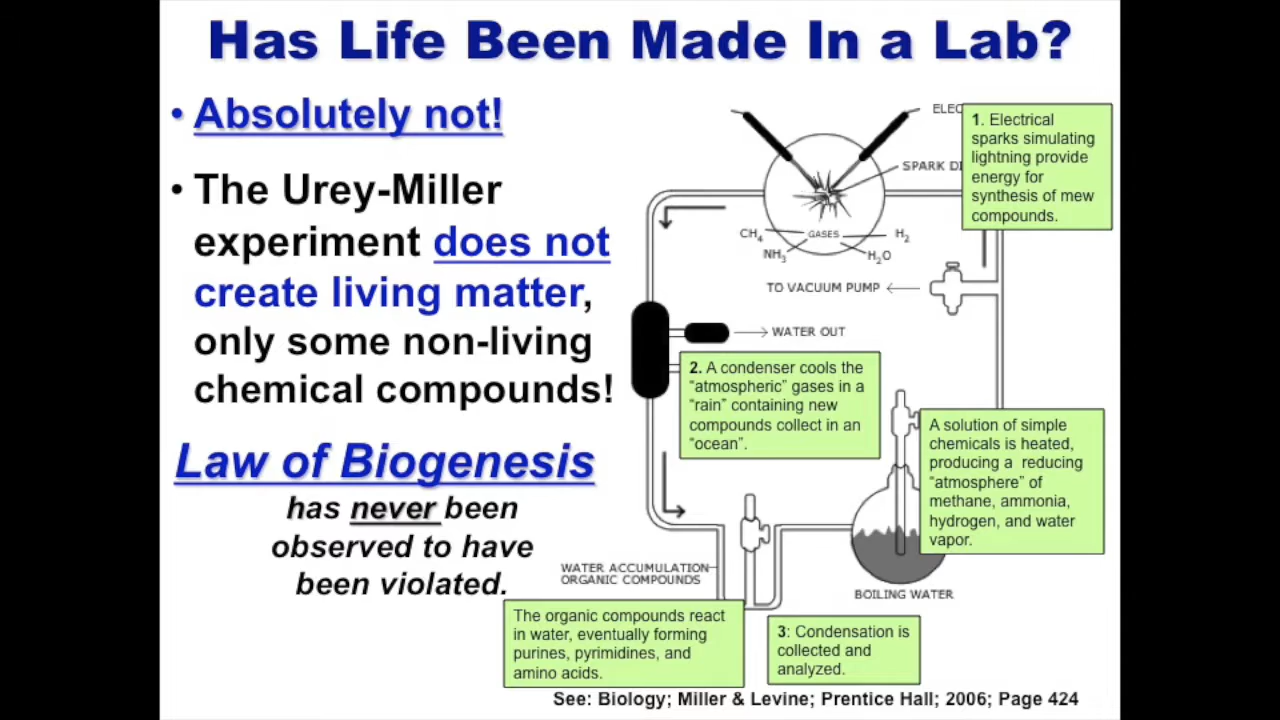 Has Life Been Made In a Lab?
• Absolutely not!
• The Urey-Miller
experiment does not
create living matter,
only some non-living
chemical compounds!
Law of Biogenesis
has never been
observed to have
been violated.
ELEC
SPARK DI
1. Electrical
sparks simulating
lightning provide
energy for
synthesis of mew
compounds.
CH4
GASES
H2
NH3
H2O
TO VACUUM PUMP
WATER OUT
2. A condenser cools the
“atmospheric” gases in a
“rain” containing new
compounds collect in an
“ocean”.
A solution of simple
chemicals is heated,
producing a reducing
“atmosphere” of
methane, ammonia,
hydrogen, and water
vapor.
WATER ACCUMULATION
ORGANIC COMPOUNDS
BOILING WATER
The organic compounds react
in water, eventually forming
purines, pyrimidines, and
amino acids.
3: Condensation is
collected and
analyzed.
See: Biology; Miller & Levine; Prentice Hall; 2006; Page 424